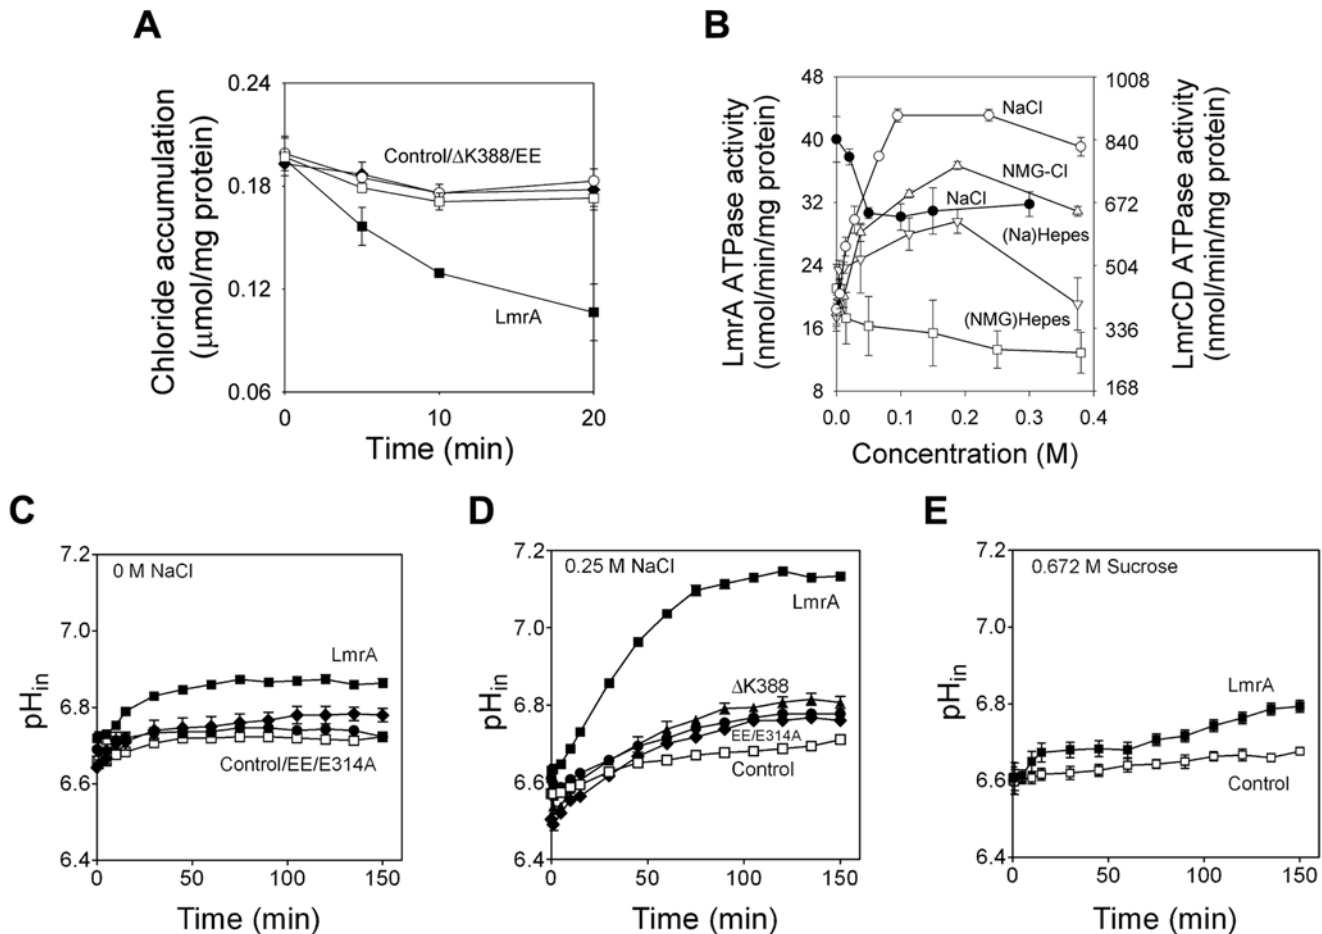 A
Chloride accumulation
(μmol/mg protein)
0.24
0.18
0.12
0.06
Control/ΔK388/EE
LmrA
0
10
20
Time (min)
B
LmrA ATPase activity
(nmol/min/mg protein)
48
40
32
24
16
8
NaCl
NMG-Cl
NaCl
(Na)Hepes
(NMG)Hepes
1008
840
672
504
336
168
LmrCD ATPase activity
(nmol/min/mg protein)
0.0
0.1
0.2
0.3
0.4
Concentration (M)
C
pHin
7.2
7.0
6.8
6.6
6.4
0 M NaCl
LmrA
Control/EE/E314A
0
50
100
150
Time (min)
D
pHin
7.2
7.0
6.8
6.6
6.4
0.25 M NaCl
LmrA
ΔK388
EE/E314A
Control
0
50
100
150
Time (min)
E
pHin
7.2
7.0
6.8
6.6
6.4
0.672 M Sucrose
LmrA
Control
0
50
100
150
Time (min)